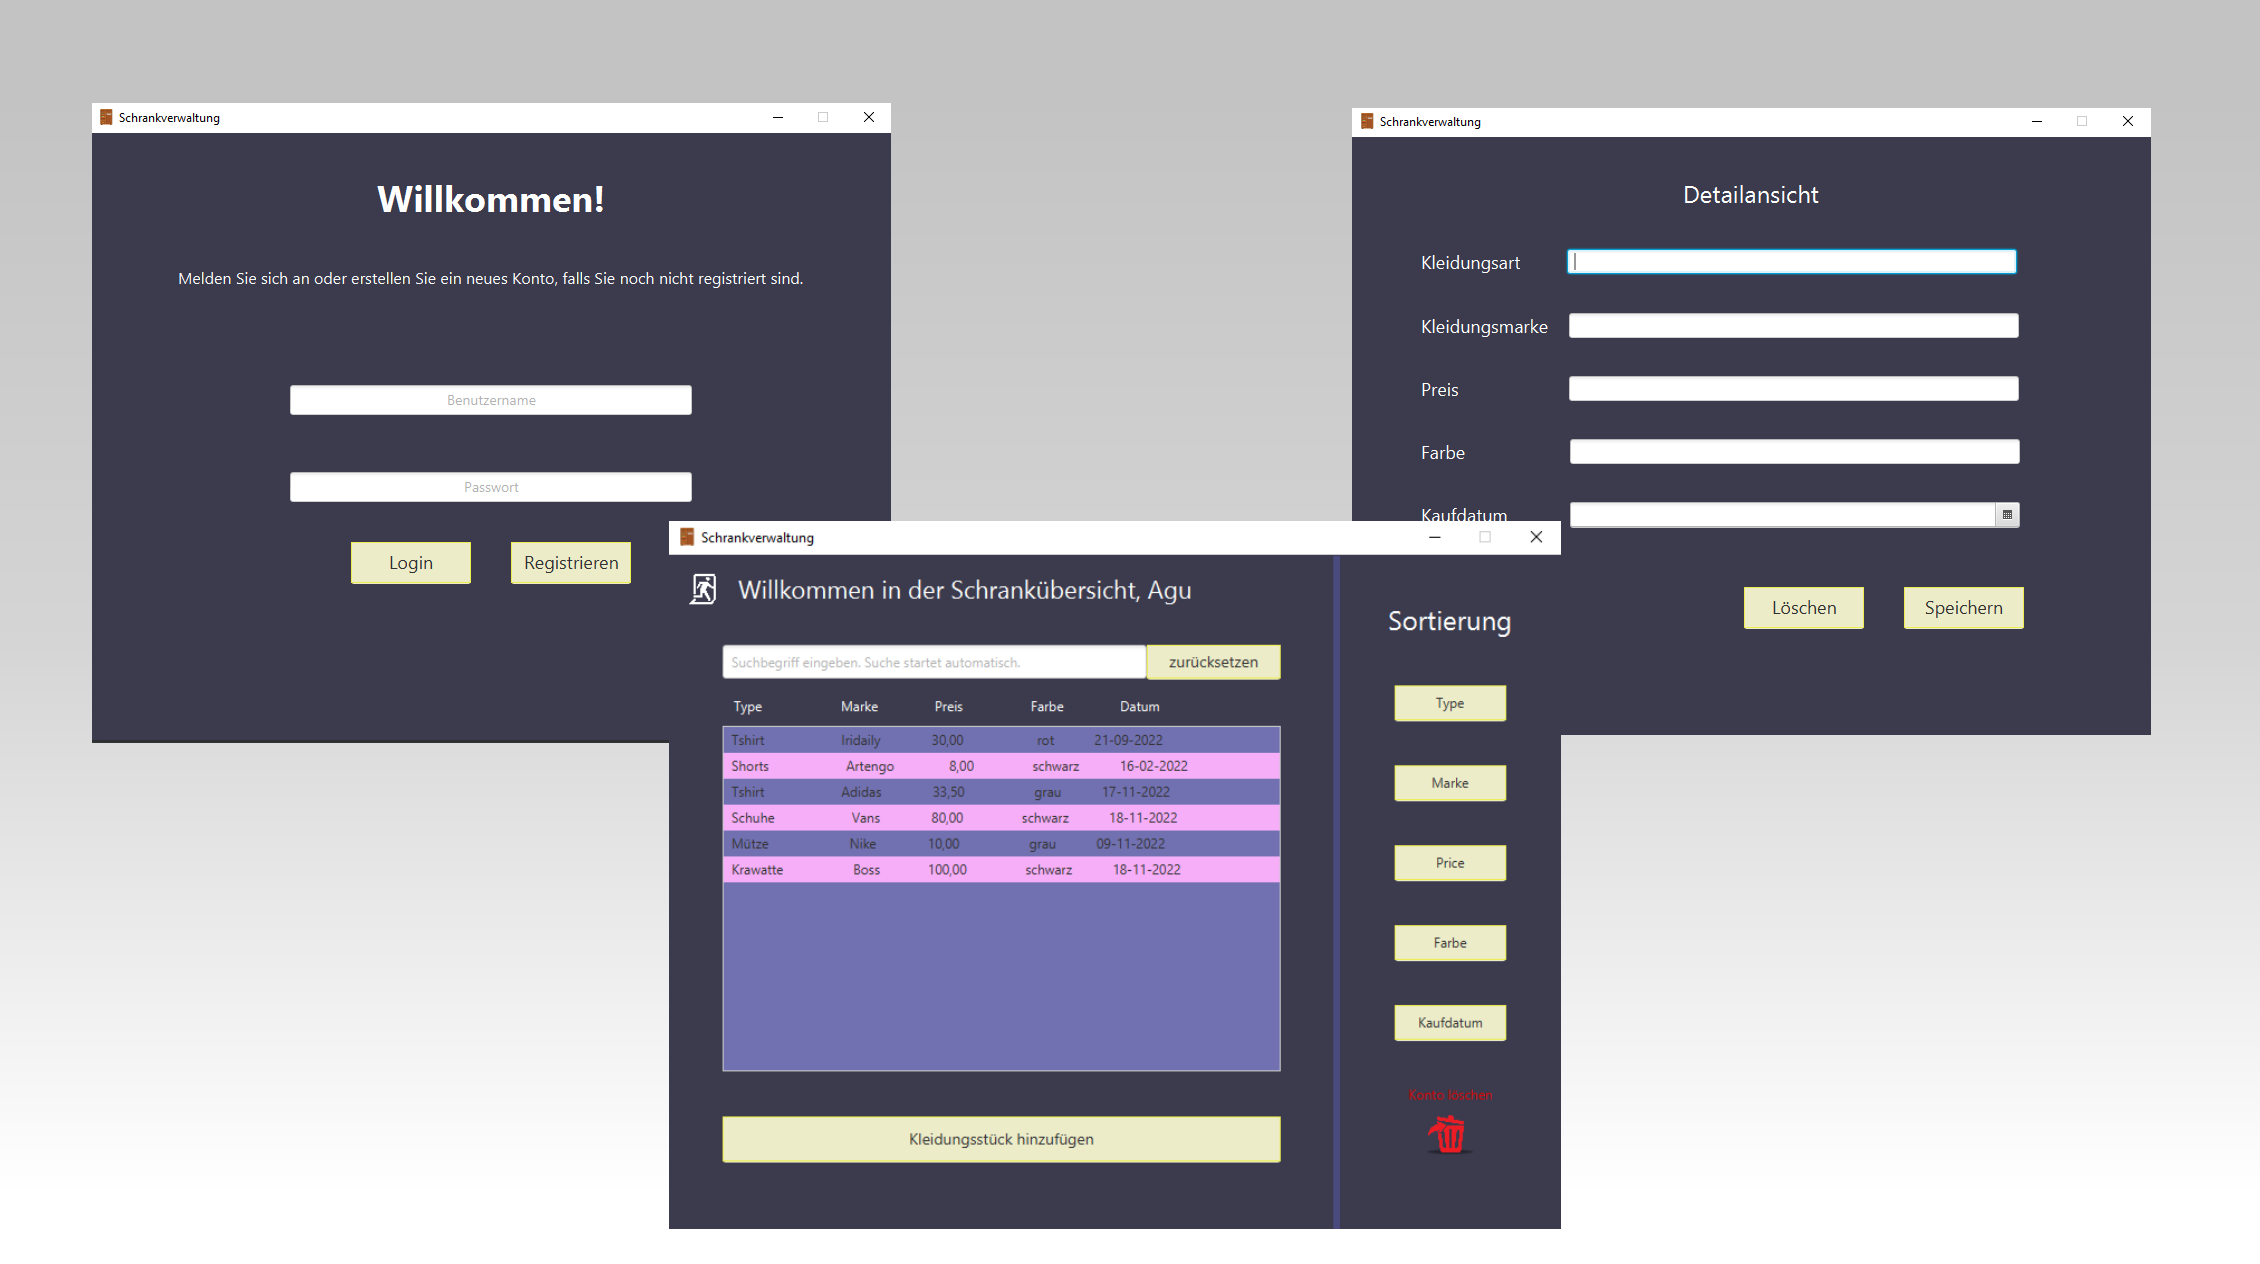 Schrankverwaltung
Willkommen!
Melden Sie sich an oder erstellen Sie ein neues Konto, falls Sie noch nicht registriert sind.
Benutzername
Passwort
Login Registrieren
Schrankverwaltung
Detailansicht
Kleidungsart
Kleidungsmarke
Preis
Farbe
Kaufdatum
Löschen Speichern
Schrankverwaltung
Willkommen in der Schrankübersicht, Agu
Suchbegriff eingeben. Suche startet automatisch. zurücksetzen
Type Marke Preis Farbe Datum
Tshirt Iridaily 30,00 rot 21-09-2022
Shorts Artengo 8,00 schwarz 16-02-2022
Tshirt Adidas 33,50 grau 17-11-2022
Schuhe Vans 80,00 schwarz 18-11-2022
Mütze Nike 10,00 grau 09-11-2022
Krawatte Boss 100,00 schwarz 18-11-2022
Kleidungsstück hinzufügen
Sortierung
Type
Marke
Price
Farbe
Kaufdatum
Konto löschen